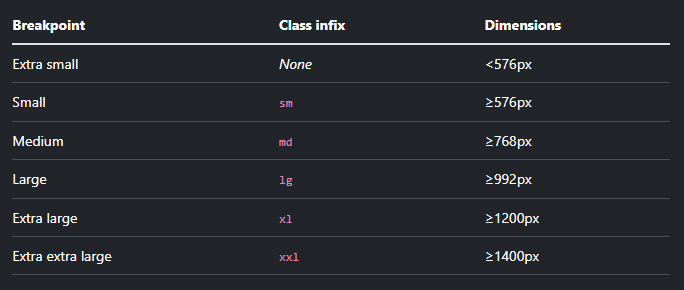 Breakpoint Class infix Dimensions
Extra small None <576px
Small sm ≥576px
Medium md ≥768px
Large lg ≥992px
Extra large xl ≥1200px
Extra extra large xxl ≥1400px